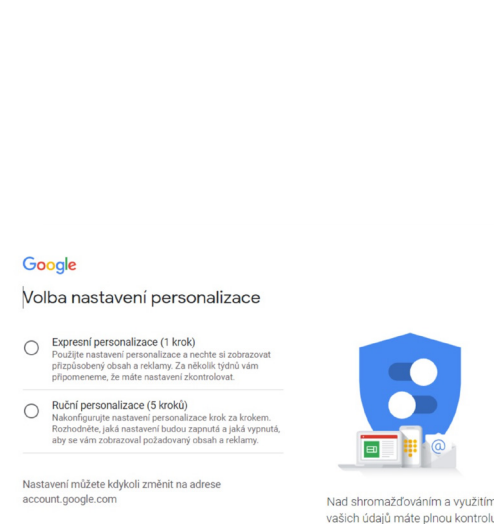 Google
Volba nastavení personalizace
Expresní personalizace (1 krok)
Použijte nastavení personalizace a nechte si zobrazovat
přizpůsobený obsah a reklamy. Za několik týdnů vám
připomeneme, že máte nastavení zkontrolovat.
Ruční personalizace (5 kroků)
Nakonfigurujte nastavení personalizace krok za krokem.
Rozhodněte, jaká nastavení budou zapnutá a jaká vypnutá,
aby se vám zobrazoval požadovaný obsah a reklamy.
Nastavení můžete kdykoli změnit na adrese
account.google.com
@
Nad shromažďováním a využitím
vašich údajů máte plnou kontrolu